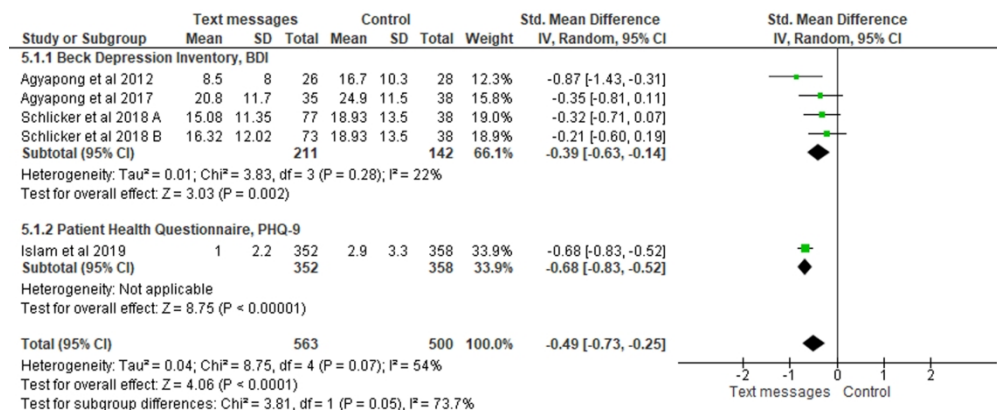 Text messages Control Std. Mean Difference Std. Mean Difference
Study or Subgroup Mean SD Total Mean SD Total Weight IV, Random, 95% CI IV, Random, 95% CI
5.1.1 Beck Depression Inventory, BDI
Agyapong et al 2012 8.5 8 26 16.7 10.3 28 12.3% -0.87 [-1.43, -0.31]
Agyapong et al 2017 20.8 11.7 35 24.9 11.5 38 15.8% -0.35 [-0.81, 0.11]
Schlicker et al 2018 A 15.08 11.35 77 18.93 13.5 38 19.0% -0.32 [-0.71, 0.07]
Schlicker et al 2018 B 16.32 12.02 73 18.93 13.5 38 18.9% -0.21 [-0.60, 0.19]
Subtotal (95% CI) 211 142 66.1% -0.39 [-0.63, -0.14]
Heterogeneity: Tau² = 0.01; Chi² = 3.83, df = 3 (P = 0.28); I² = 22%
Test for overall effect: Z = 3.03 (P = 0.002)
5.1.2 Patient Health Questionnaire, PHQ-9
Islam et al 2019 1 2.2 352 2.9 3.3 358 33.9% -0.68 [-0.83, -0.52]
Subtotal (95% CI) 352 358 33.9% -0.68 [-0.83, -0.52]
Heterogeneity: Not applicable
Test for overall effect: Z = 8.75 (P < 0.00001)
Total (95% CI) 563 500 100.0% -0.49 [-0.73, -0.25]
Heterogeneity: Tau² = 0.04; Chi² = 8.75, df = 4 (P = 0.07); I² = 54%
Test for overall effect: Z = 4.06 (P < 0.0001)
Test for subgroup differences: Chi² = 3.81, df = 1 (P = 0.05), I² = 73.7%
-2 -1 0 1 2
Text messages Control